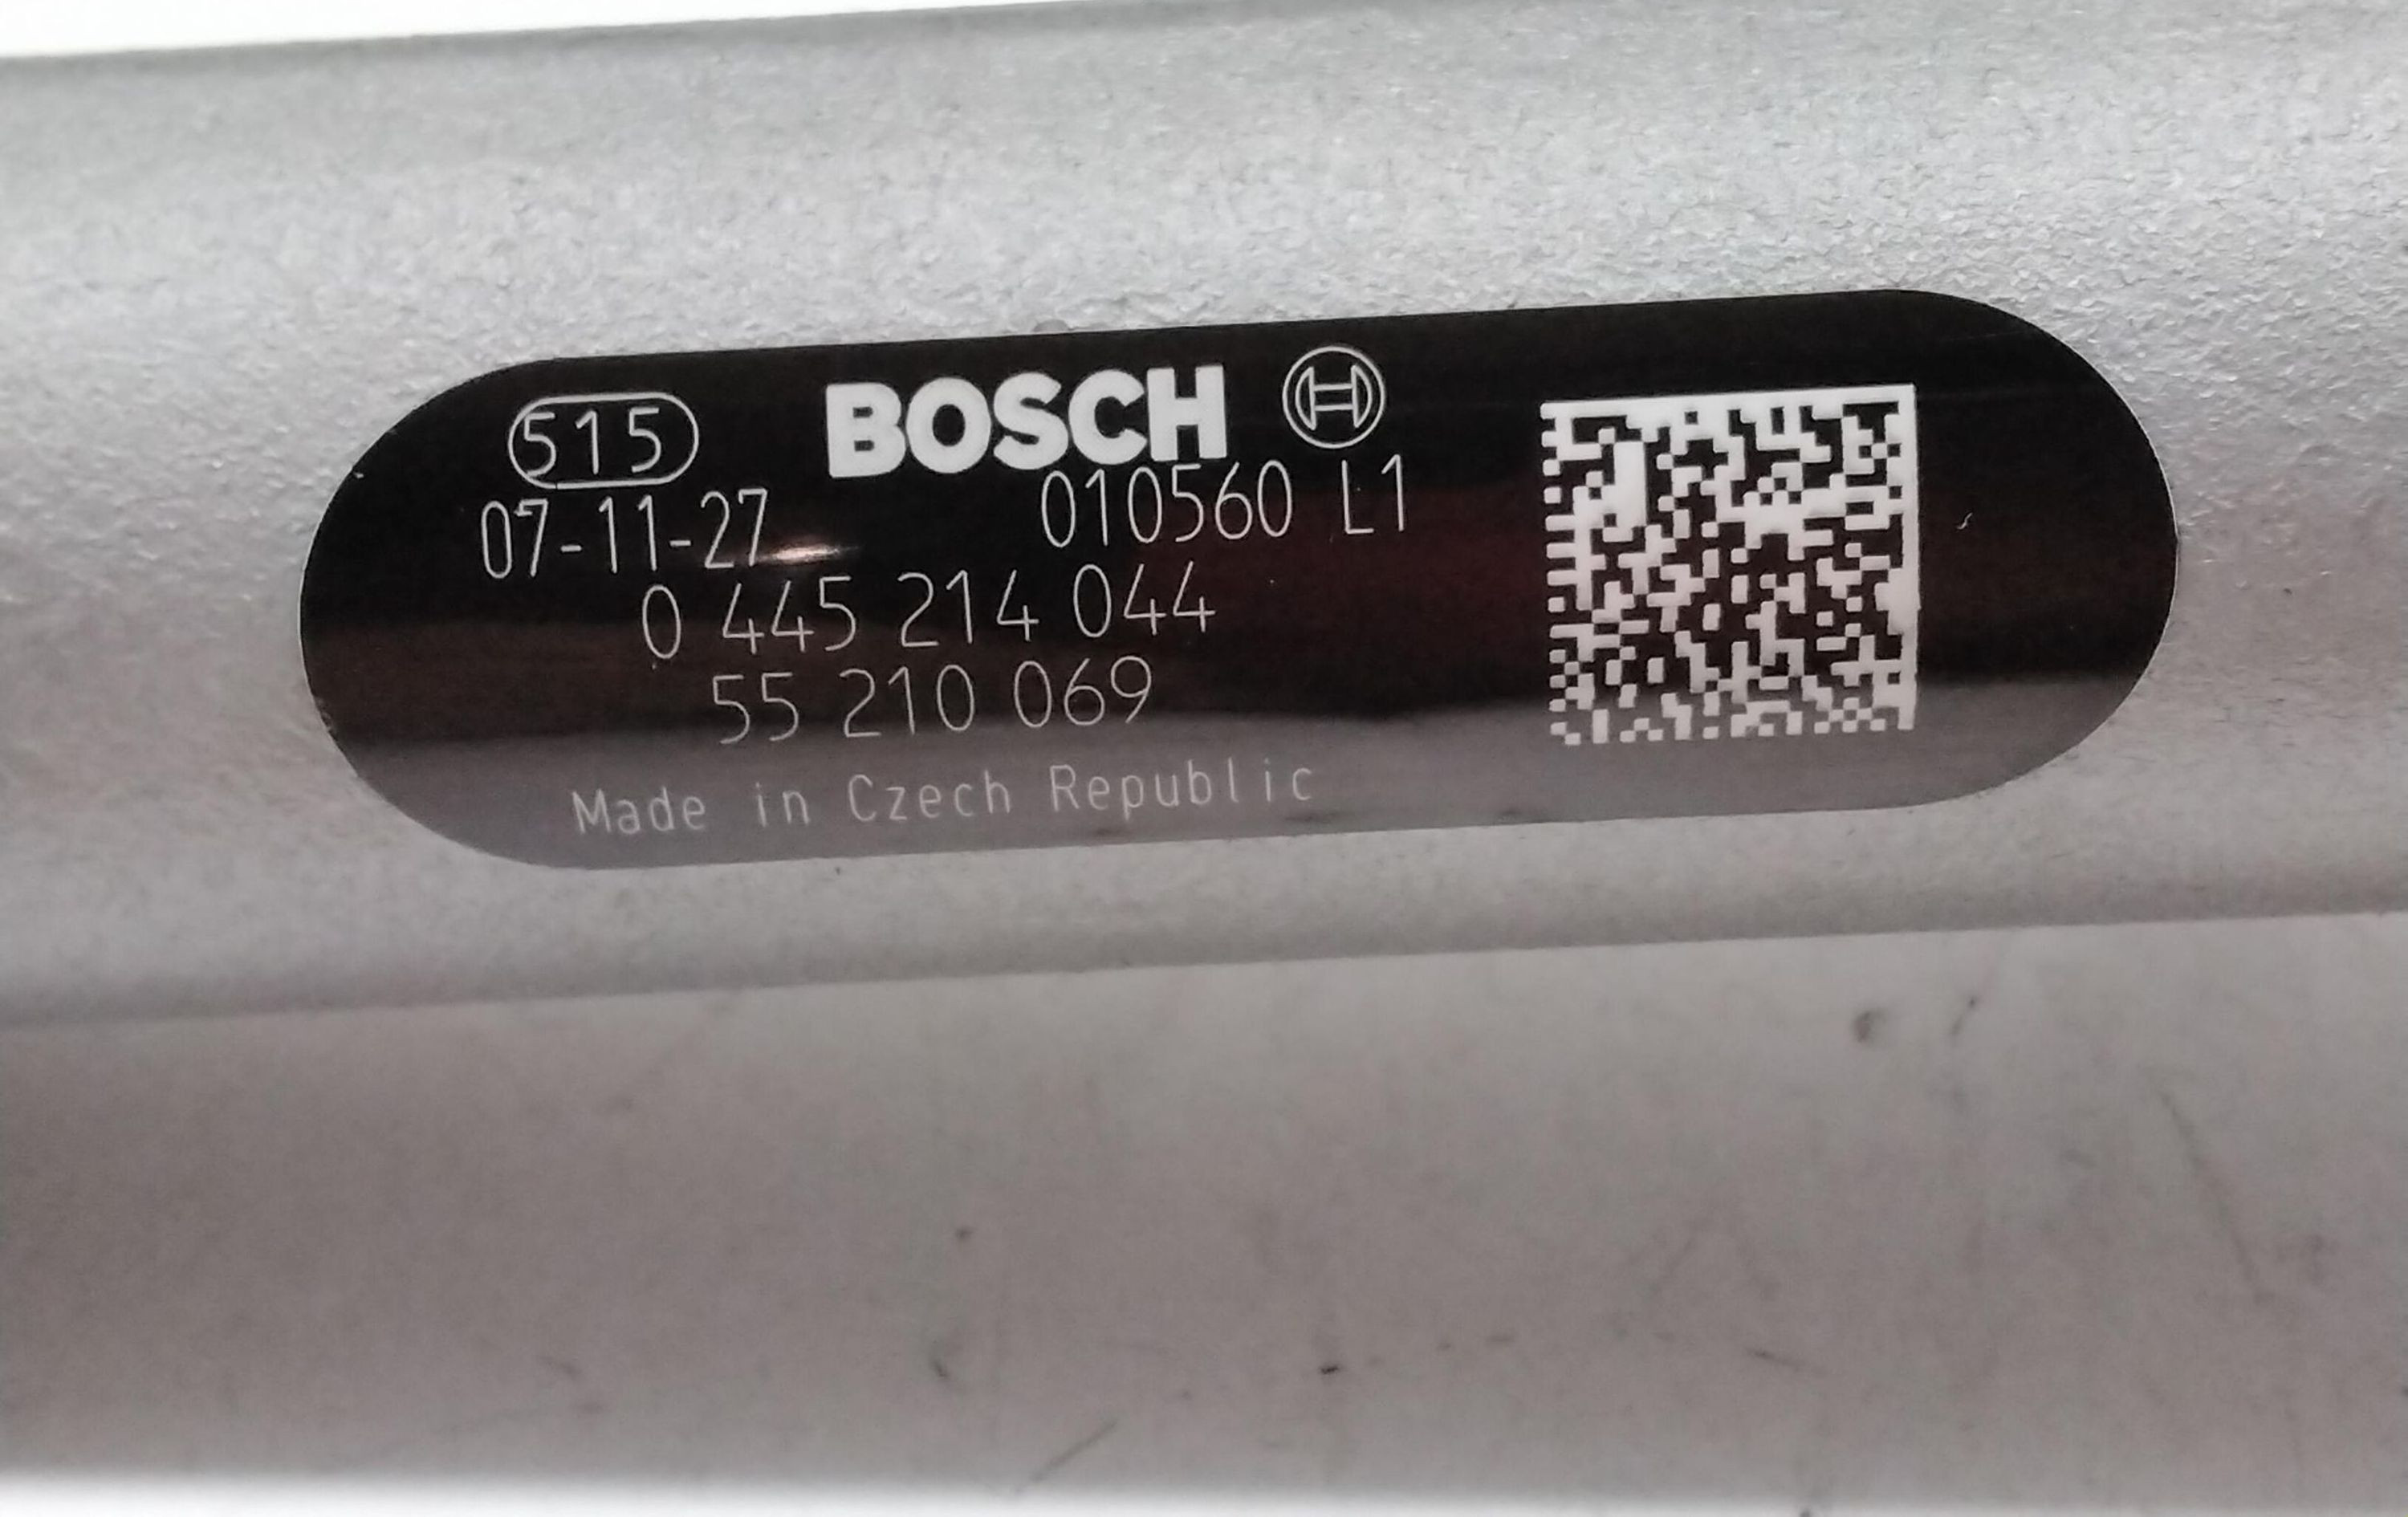 515 BOSCH
07-11-27 010560 L1
0 445 214 044
55 210 069
Made in Czech Republic